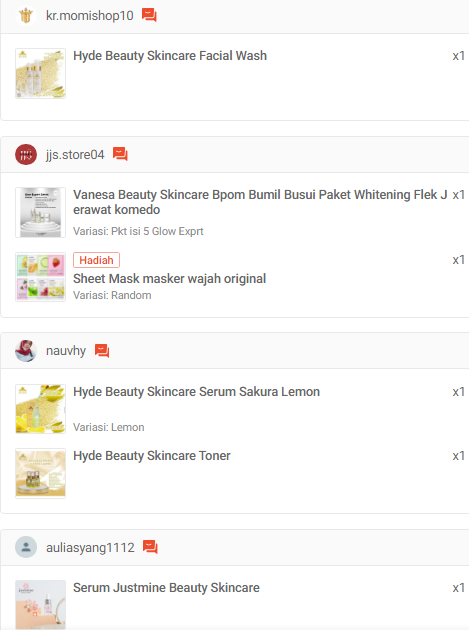 kr.momishop10
Hyde Beauty Skincare Facial Wash x1
jjs.store04
Vanesa Beauty Skincare Bpom Bumil Busui Paket Whitening Flek J x1
erawat komedo
Variasi: Pkt isi 5 Glow Exprt
Hadiah x1
Sheet Mask masker wajah original
Variasi: Random
nauvhy
Hyde Beauty Skincare Serum Sakura Lemon x1
Variasi: Lemon
Hyde Beauty Skincare Toner x1
auliasyang1112
Serum Justmine Beauty Skincare x1